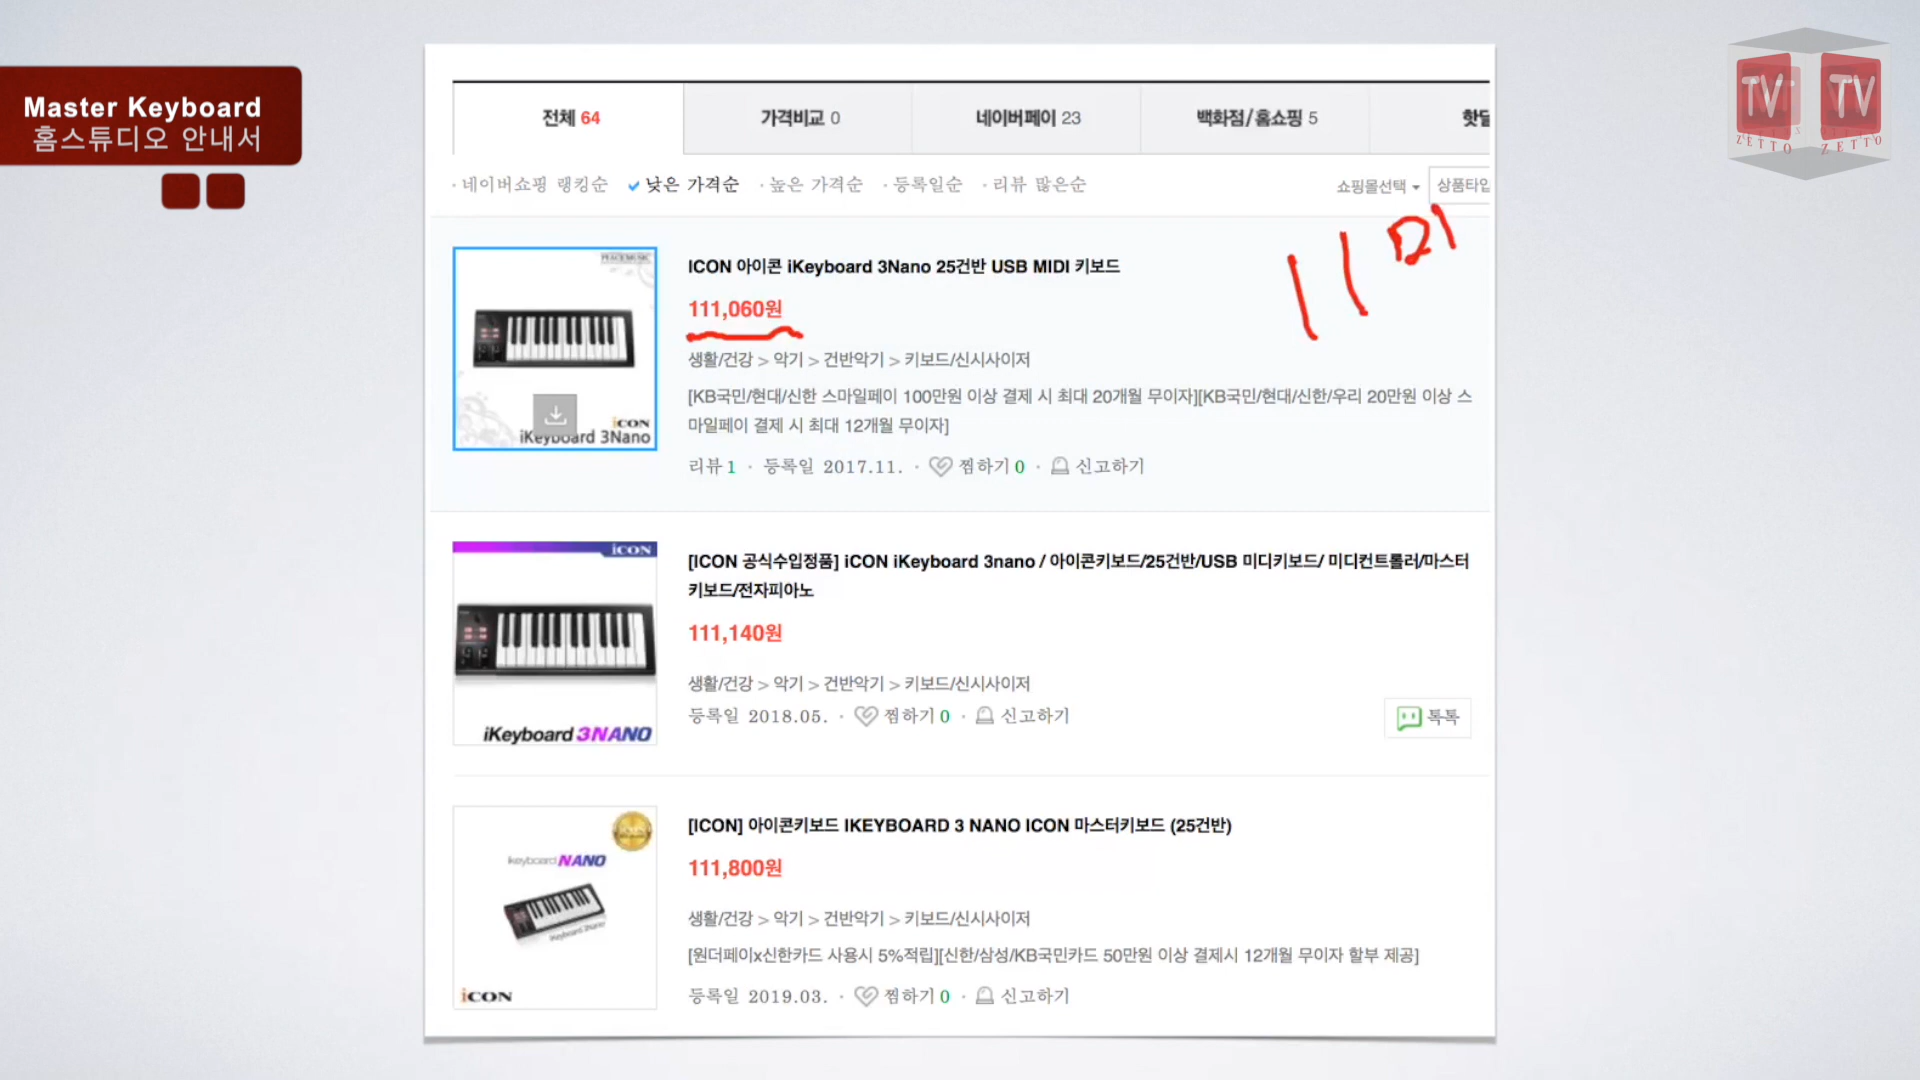 Master Keyboard
홈스튜디오 안내서
TV TV
ZETTO ZETTO
전체 64 가격비교 0 네이버페이 23 백화점/홈쇼핑 5 핫딜
네이버쇼핑 랭킹순 낮은 가격순 높은 가격순 등록일순 리뷰 많은순 쇼핑몰선택 상품타입
ICON 아이콘 iKeyboard 3Nano 25건반 USB MIDI 키보드
111,060원
생활/건강 > 악기 > 건반악기 > 키보드/신시사이저
[KB국민/현대/신한 스마일페이 100만원 이상 결제 시 최대 20개월 무이자][KB국민/현대/신한/우리 20만원 이상 스
마일페이 결제 시 최대 12개월 무이자]
리뷰 1 · 등록일 2017.11. · 찜하기 0 · 신고하기
PEACEMUSIC
iCON
iKeyboard 3Nano
iCON
iKeyboard 3NANO
[ICON 공식수입정품] iCON iKeyboard 3nano / 아이콘키보드/25건반/USB 미디키보드/ 미디컨트롤러/마스터
키보드/전자피아노
111,140원
생활/건강 > 악기 > 건반악기 > 키보드/신시사이저
등록일 2018.05. · 찜하기 0 · 신고하기
톡톡
ikeyboard NANO
iKeyboard 3nano
iCON
[ICON] 아이콘키보드 IKEYBOARD 3 NANO ICON 마스터키보드 (25건반)
111,800원
생활/건강 > 악기 > 건반악기 > 키보드/신시사이저
[원더페이x신한카드 사용시 5%적립][신한/삼성/KB국민카드 50만원 이상 결제시 12개월 무이자 할부 제공]
등록일 2019.03. · 찜하기 0 · 신고하기